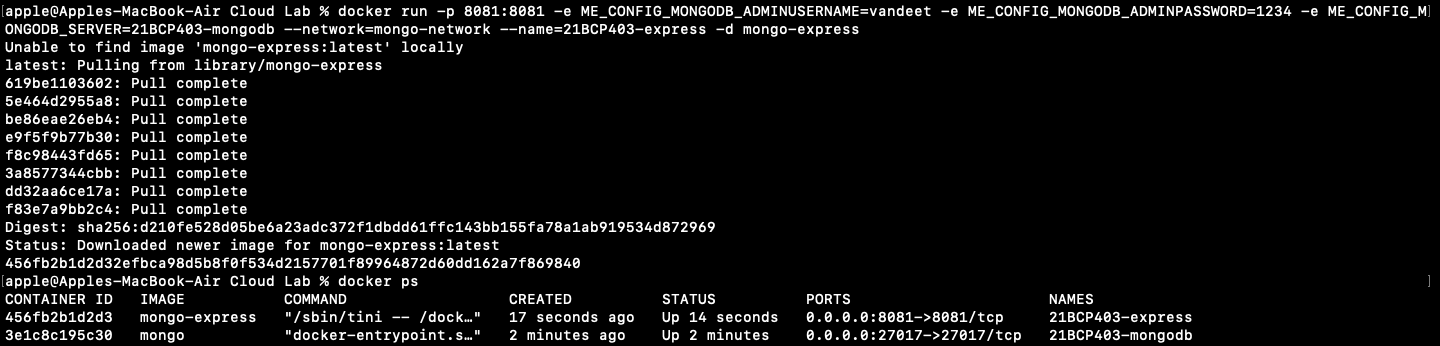 [apple@Apples-MacBook-Air Cloud Lab % docker run -p 8081:8081 -e ME_CONFIG_MONGODB_ADMINUSERNAME=vandeet -e ME_CONFIG_MONGODB_ADMINPASSWORD=1234 -e ME_CONFIG_M]
ONGODB_SERVER=21BCP403-mongodb --network=mongo-network --name=21BCP403-express -d mongo-express
Unable to find image 'mongo-express:latest' locally
latest: Pulling from library/mongo-express
619be1103602: Pull complete
5e464d2955a8: Pull complete
be86eae26eb4: Pull complete
e9f5f9b77b30: Pull complete
f8c98443fd65: Pull complete
3a8577344cbb: Pull complete
dd32aa6ce17a: Pull complete
f83e7a9bb2c4: Pull complete
Digest: sha256:d210fe528d05be6a23adc372f1dbdd61ffc143bb155fa78a1ab919534d872969
Status: Downloaded newer image for mongo-express:latest
456fb2b1d2d32efbca98d5b8f0f534d2157701f89964872d60dd162a7f869840
[apple@Apples-MacBook-Air Cloud Lab % docker ps ]
CONTAINER ID IMAGE COMMAND CREATED STATUS PORTS NAMES
456fb2b1d2d3 mongo-express "/sbin/tini -- /dock…" 17 seconds ago Up 14 seconds 0.0.0.0:8081->8081/tcp 21BCP403-express
3e1c8c195c30 mongo "docker-entrypoint.s…" 2 minutes ago Up 2 minutes 0.0.0.0:27017->27017/tcp 21BCP403-mongodb